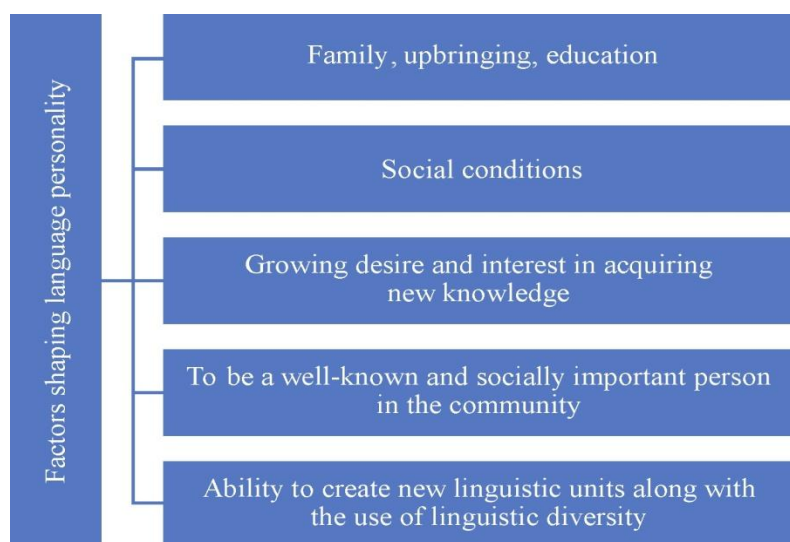 Factors shaping language personality
Family, upbringing, education
Social conditions
Growing desire and interest in acquiring
new knowledge
To be a well-known and socially important person
in the community
Ability to create new linguistic units along with
the use of linguistic diversity